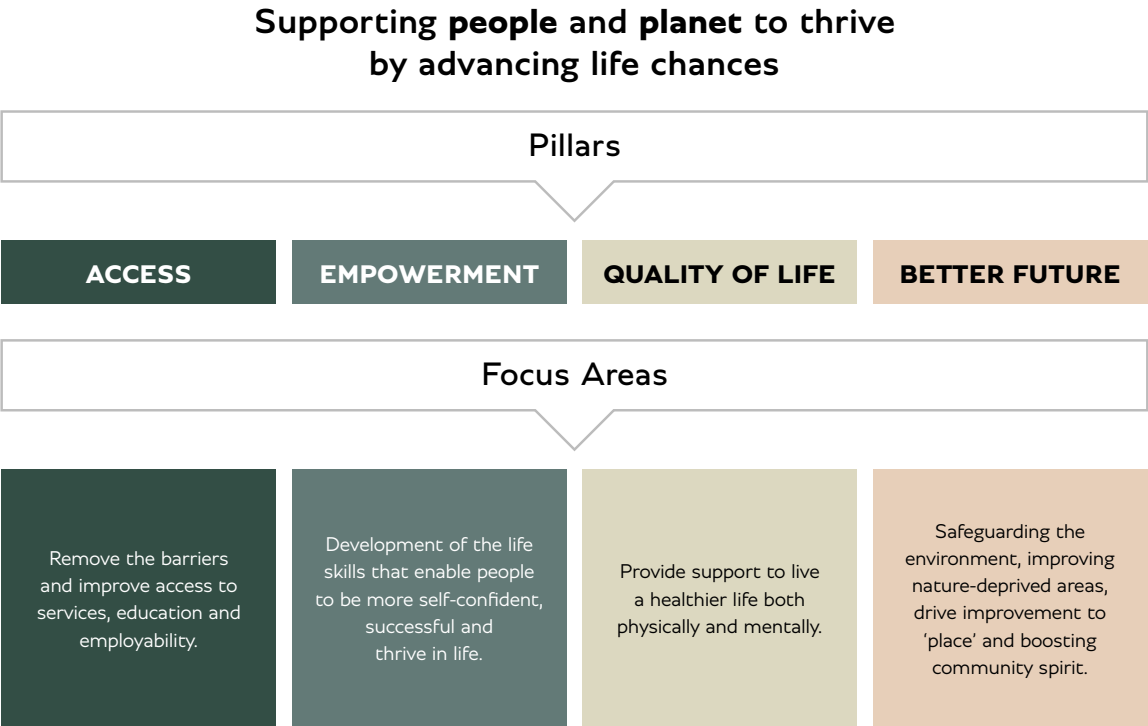 Supporting people and planet to thrive
by advancing life chances
Pillars
ACCESS
EMPOWERMENT
QUALITY OF LIFE
BETTER FUTURE
Focus Areas
Remove the barriers
and improve access to
services, education and
employability.
Development of the life
skills that enable people
to be more self-confident,
successful and
thrive in life.
Provide support to live
a healthier life both
physically and mentally.
Safeguarding the
environment, improving
nature-deprived areas,
drive improvement to
‘place’ and boosting
community spirit.